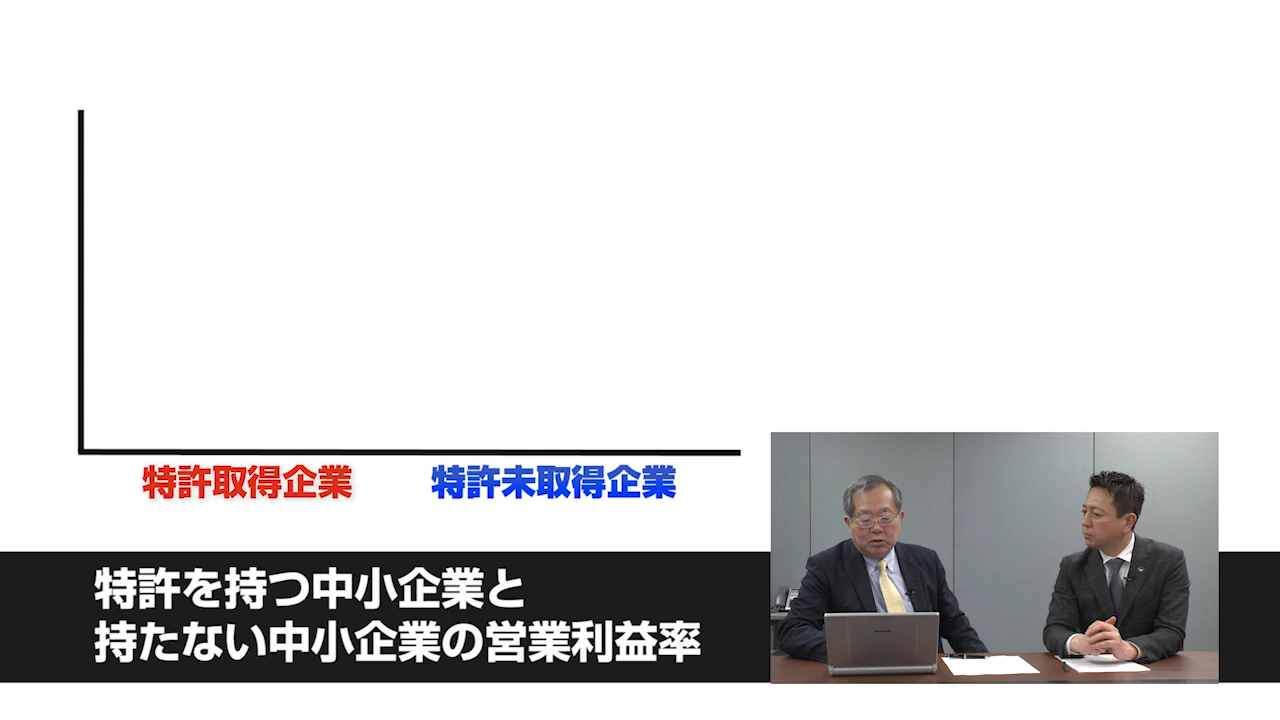 特許取得企業
特許未取得企業
特許を持つ中小企業と
持たない中小企業の営業利益率